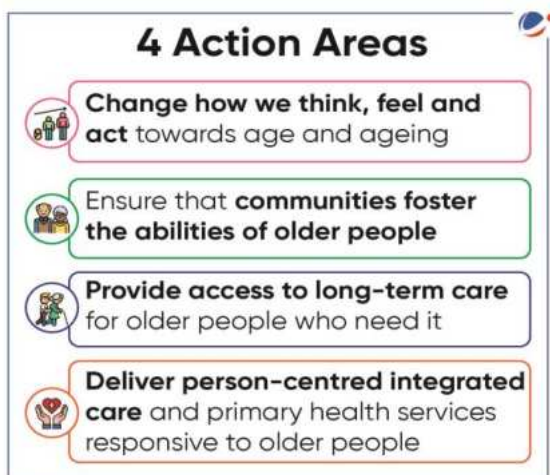 4 Action Areas
Change how we think, feel and
act towards age and ageing
Ensure that communities foster
the abilities of older people
Provide access to long-term care
for older people who need it
Deliver person-centred integrated
care and primary health services
responsive to older people